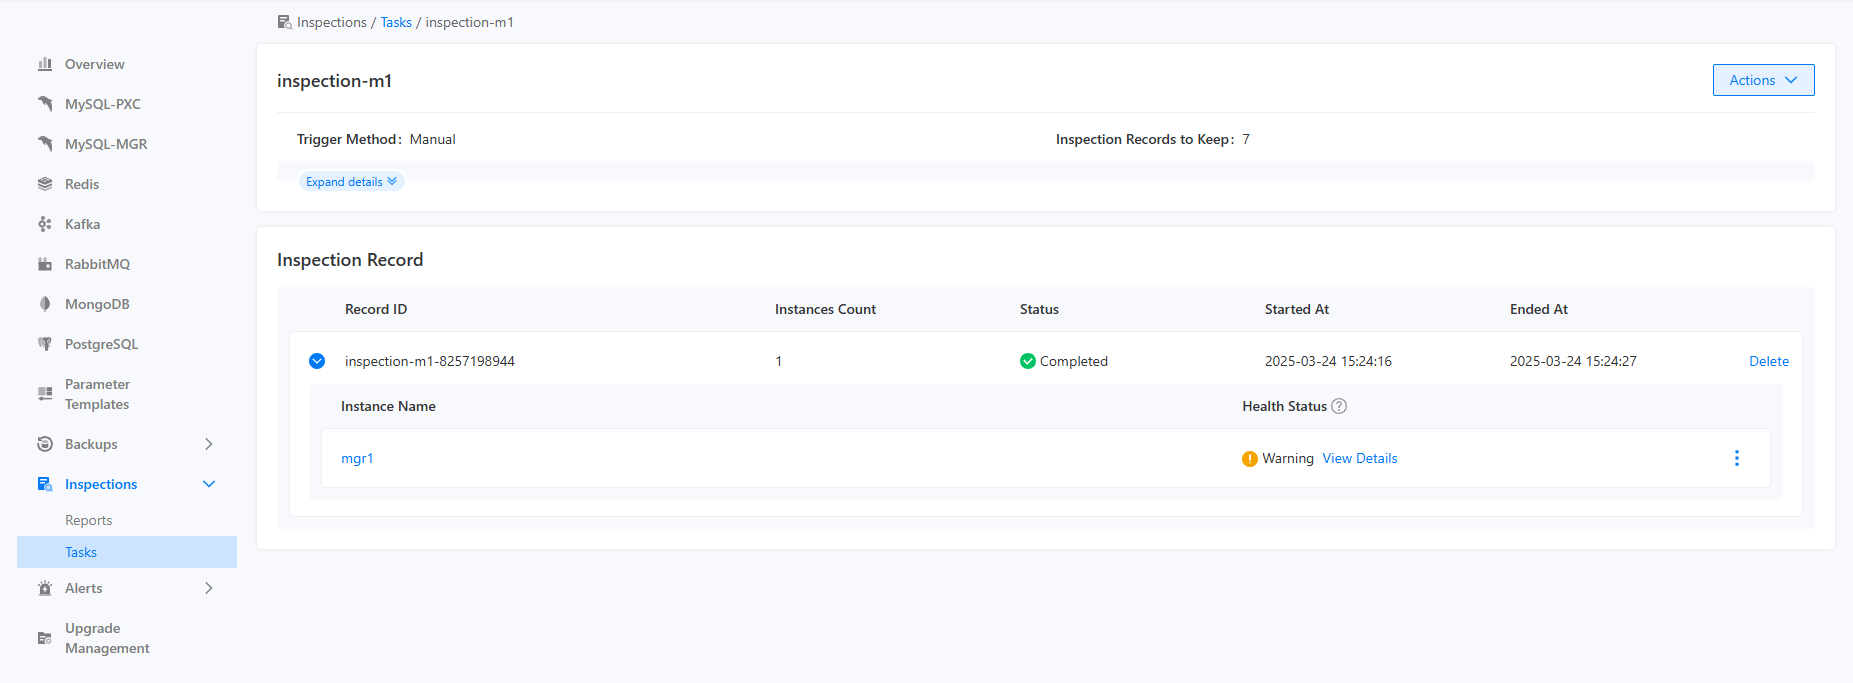 Inspections / Tasks / inspection-m1
Overview
MySQL-PXC
MySQL-MGR
Redis
Kafka
RabbitMQ
MongoDB
PostgreSQL
Parameter
Templates
Backups
Inspections
Reports
Tasks
Alerts
Upgrade
Management
inspection-m1
Actions
Trigger Method: Manual
Inspection Records to Keep: 7
Expand details
Inspection Record
Record ID Instances Count Status Started At Ended At
inspection-m1-8257198944 1 Completed 2025-03-24 15:24:16 2025-03-24 15:24:27 Delete
Instance Name Health Status ?
mgr1 ! Warning View Details